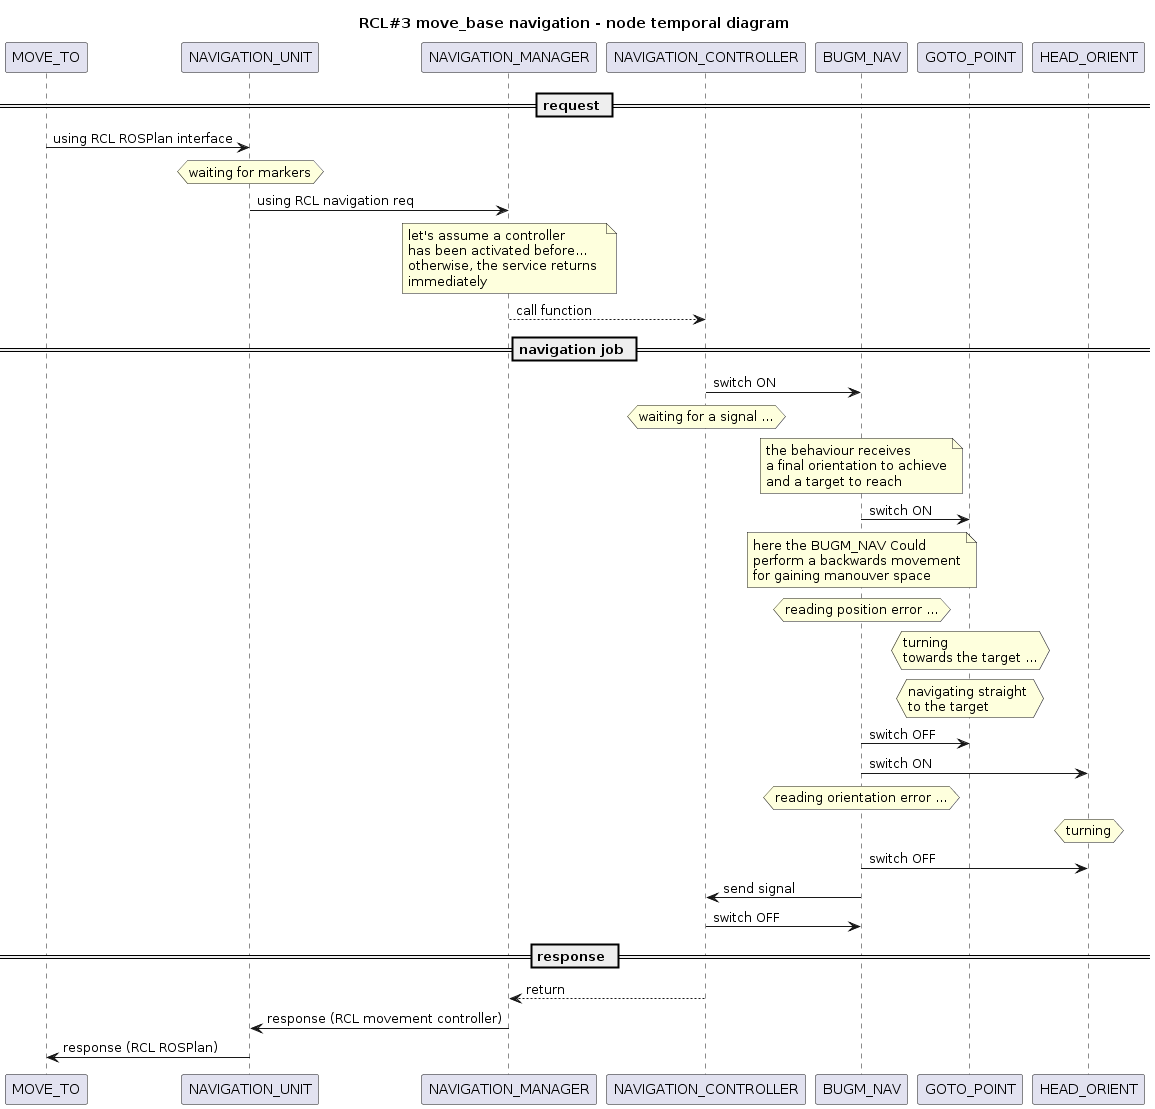 RCL#3 move_base navigation - node temporal diagram
MOVE_TO NAVIGATION_UNIT NAVIGATION_MANAGER NAVIGATION_CONTROLLER BUGM_NAV GOTO_POINT HEAD_ORIENT
request
using RCL ROSPlan interface
waiting for markers
using RCL navigation req
let's assume a controller
has been activated before...
otherwise, the service returns
immediately
call function
navigation job
switch ON
waiting for a signal ...
the behaviour receives
a final orientation to achieve
and a target to reach
switch ON
here the BUGM_NAV Could
perform a backwards movement
for gaining manouver space
reading position error ...
turning
towards the target ...
navigating straight
to the target
switch OFF
switch ON
reading orientation error ...
turning
switch OFF
send signal
switch OFF
response
return
response (RCL movement controller)
response (RCL ROSPlan)
MOVE_TO NAVIGATION_UNIT NAVIGATION_MANAGER NAVIGATION_CONTROLLER BUGM_NAV GOTO_POINT HEAD_ORIENT